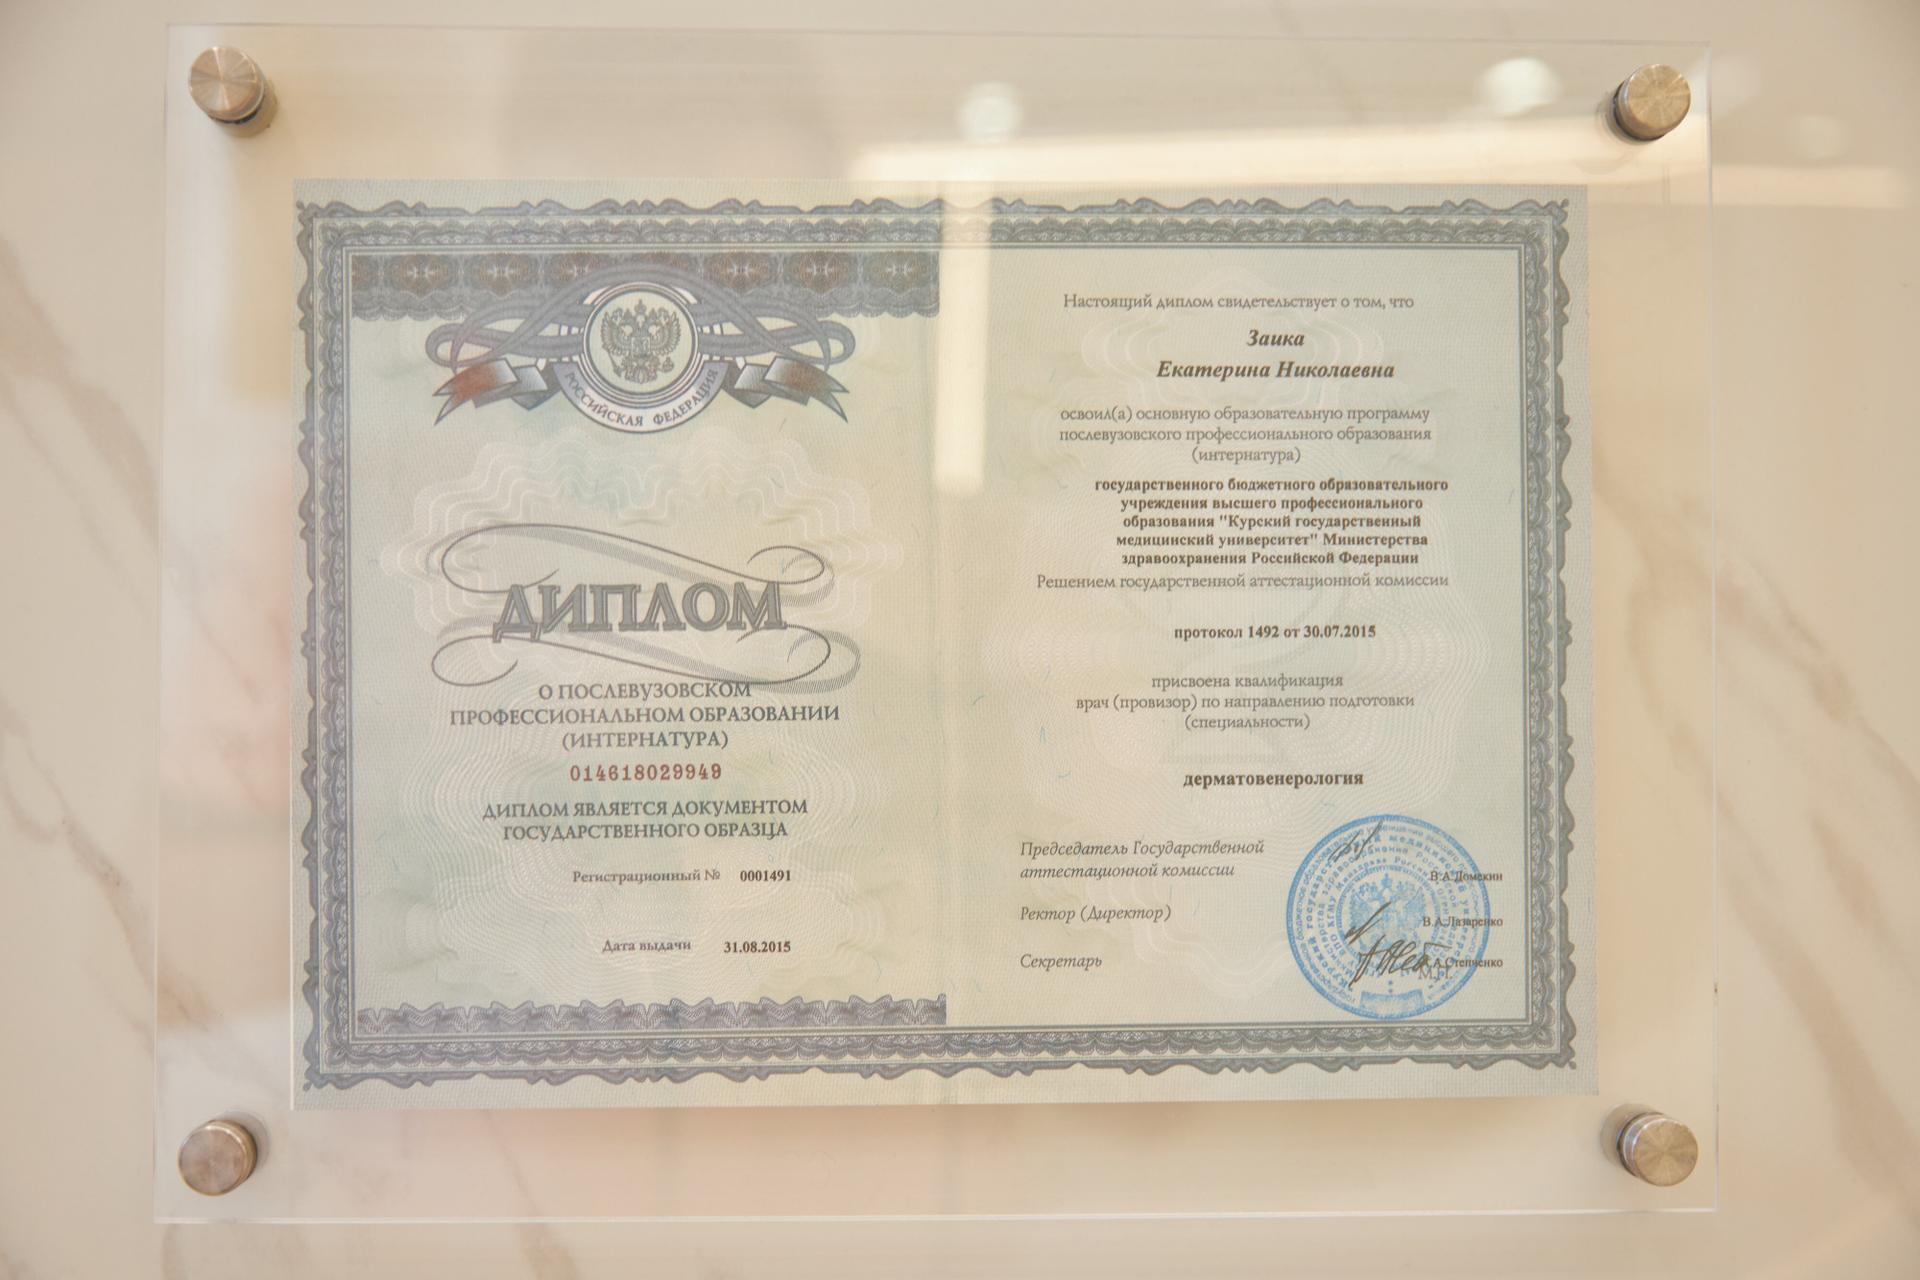 РОССИЙСКАЯ ФЕДЕРАЦИЯ
ДИПЛОМ
О ПОСЛЕВУЗОВСКОМ
ПРОФЕССИОНАЛЬНОМ ОБРАЗОВАНИИ
(ИНТЕРНАТУРА)
014618029949
ДИПЛОМ ЯВЛЯЕТСЯ ДОКУМЕНТОМ
ГОСУДАРСТВЕННОГО ОБРАЗЦА
Регистрационный № 0001491
Дата выдачи 31.08.2015
Настоящий диплом свидетельствует о том, что
Заика
Екатерина Николаевна
освоил(а) основную образовательную программу
послевузовского профессионального образования
(интернатура)
государственного бюджетного образовательного
учреждения высшего профессионального
образования "Курский государственный
медицинский университет" Министерства
здравоохранения Российской Федерации
Решением государственной аттестационной комиссии
протокол 1492 от 30.07.2015
присвоена квалификация
врач (провизор) по направлению подготовки
(специальности)
дерматовенерология
Председатель Государственной
аттестационной комиссии
В.А.Домекин
Ректор (Директор) В.А.Лазаренко
Секретарь Степченко
М.П.